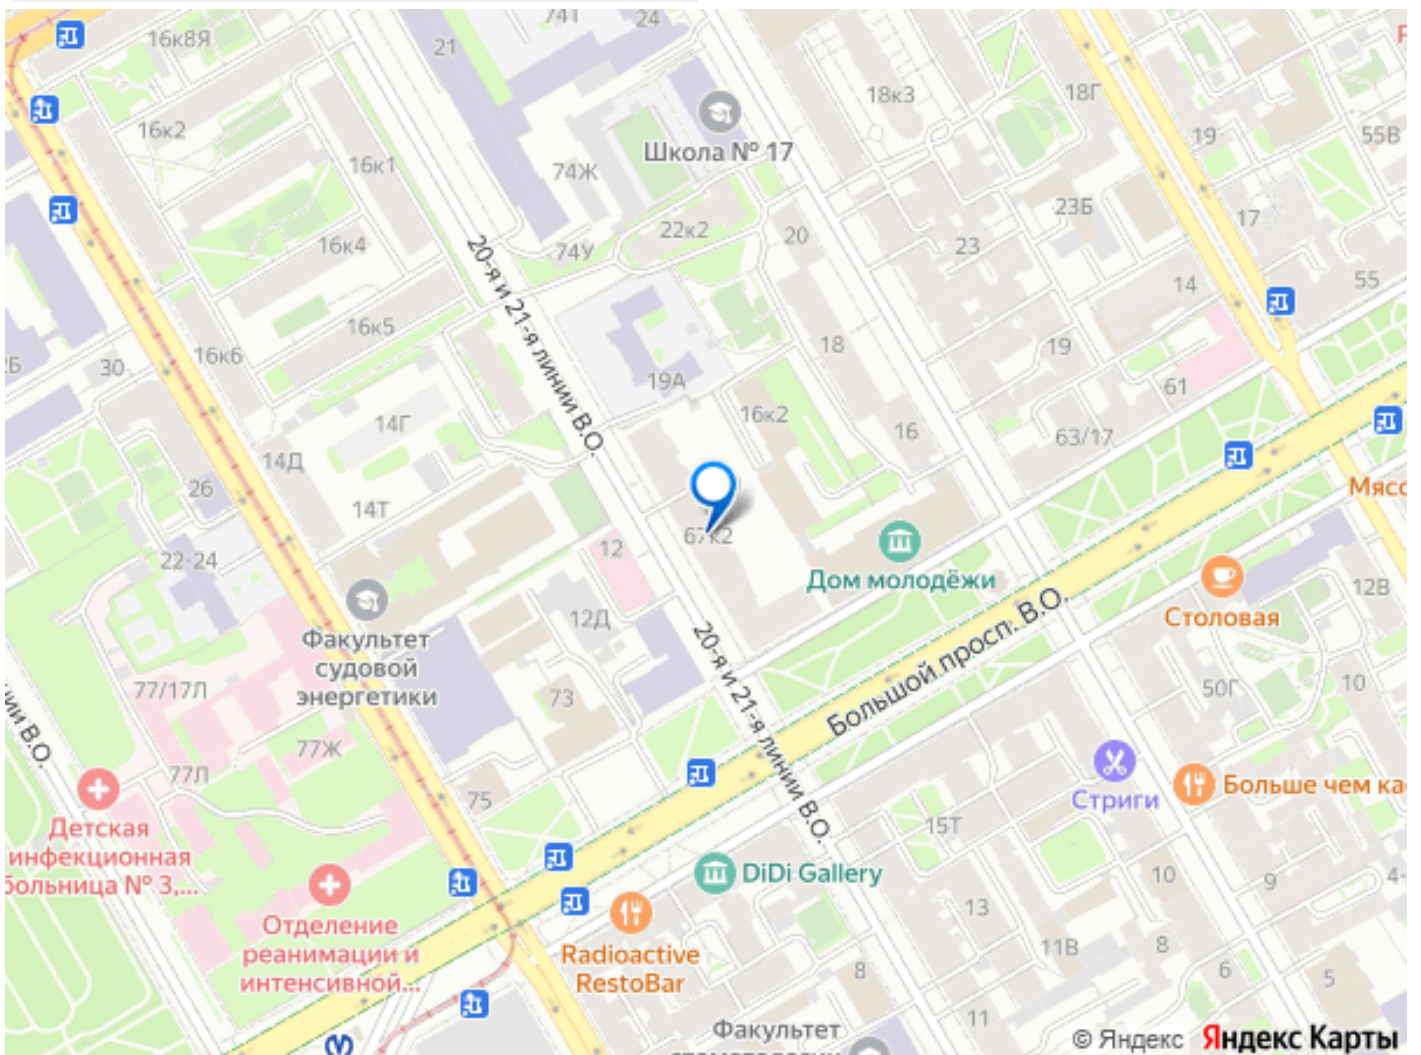 74Т
24
16к8Я
21
18к3
18Г
16к2
19
55В
Школа № 17
16к1
74Ж
23Б
17
22к2
20
16к4
74У
23
20-я и 21-я линии В.О.
14
55
16к5
18
19
16к6
30
19А
61
16к2
14Г
16
63/17
14Д
26
Мясо
14Т
67к2
12
Дом молодёжи
22-24
12В
Столовая
12Д
Факультет
судовой
энергетики
20-я и 21-я линии В.О.
Большой просп. В.О.
77/17Л
73
50Г
10
77Ж
77Л
75
Стриги
Больше чем ка
15Т
Детская
инфекционная
больница № 3,...
DiDi Gallery
10
9
4-
13
Отделение
реанимации и
интенсивной...
Radioactive
RestoBar
11В
8
6
5
8
11
Факультет
стоматологии
© Яндекс Яндекс Карты